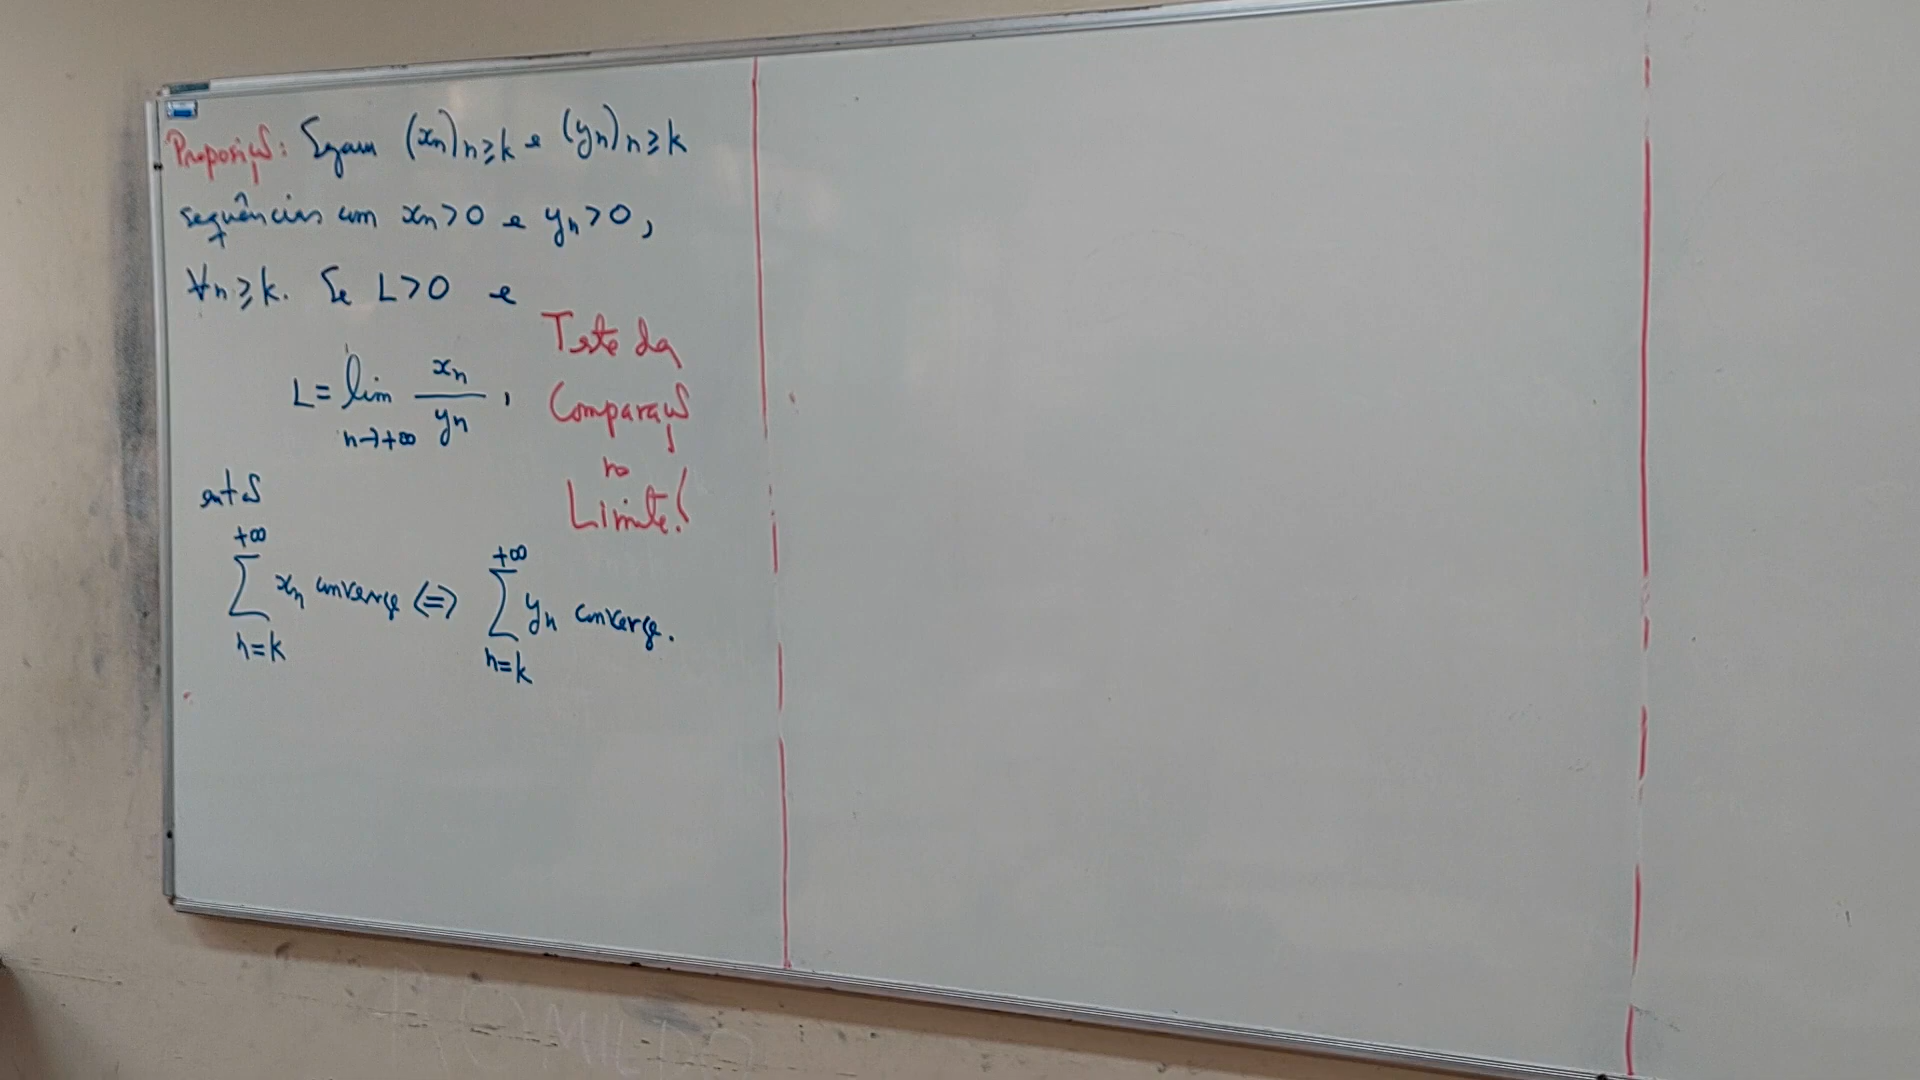 Proposição: Sejam (xn)n≥k e (yn)n≥k
sequências com xn>0 e yn>0,
∀n≥k. Se L>0 e
L = lim n→+∞ xn/yn,
então
+∞ ∑ n=k xn converge ⇔ +∞ ∑ n=k yn converge.
Teste da
Comparação
no
Limite!